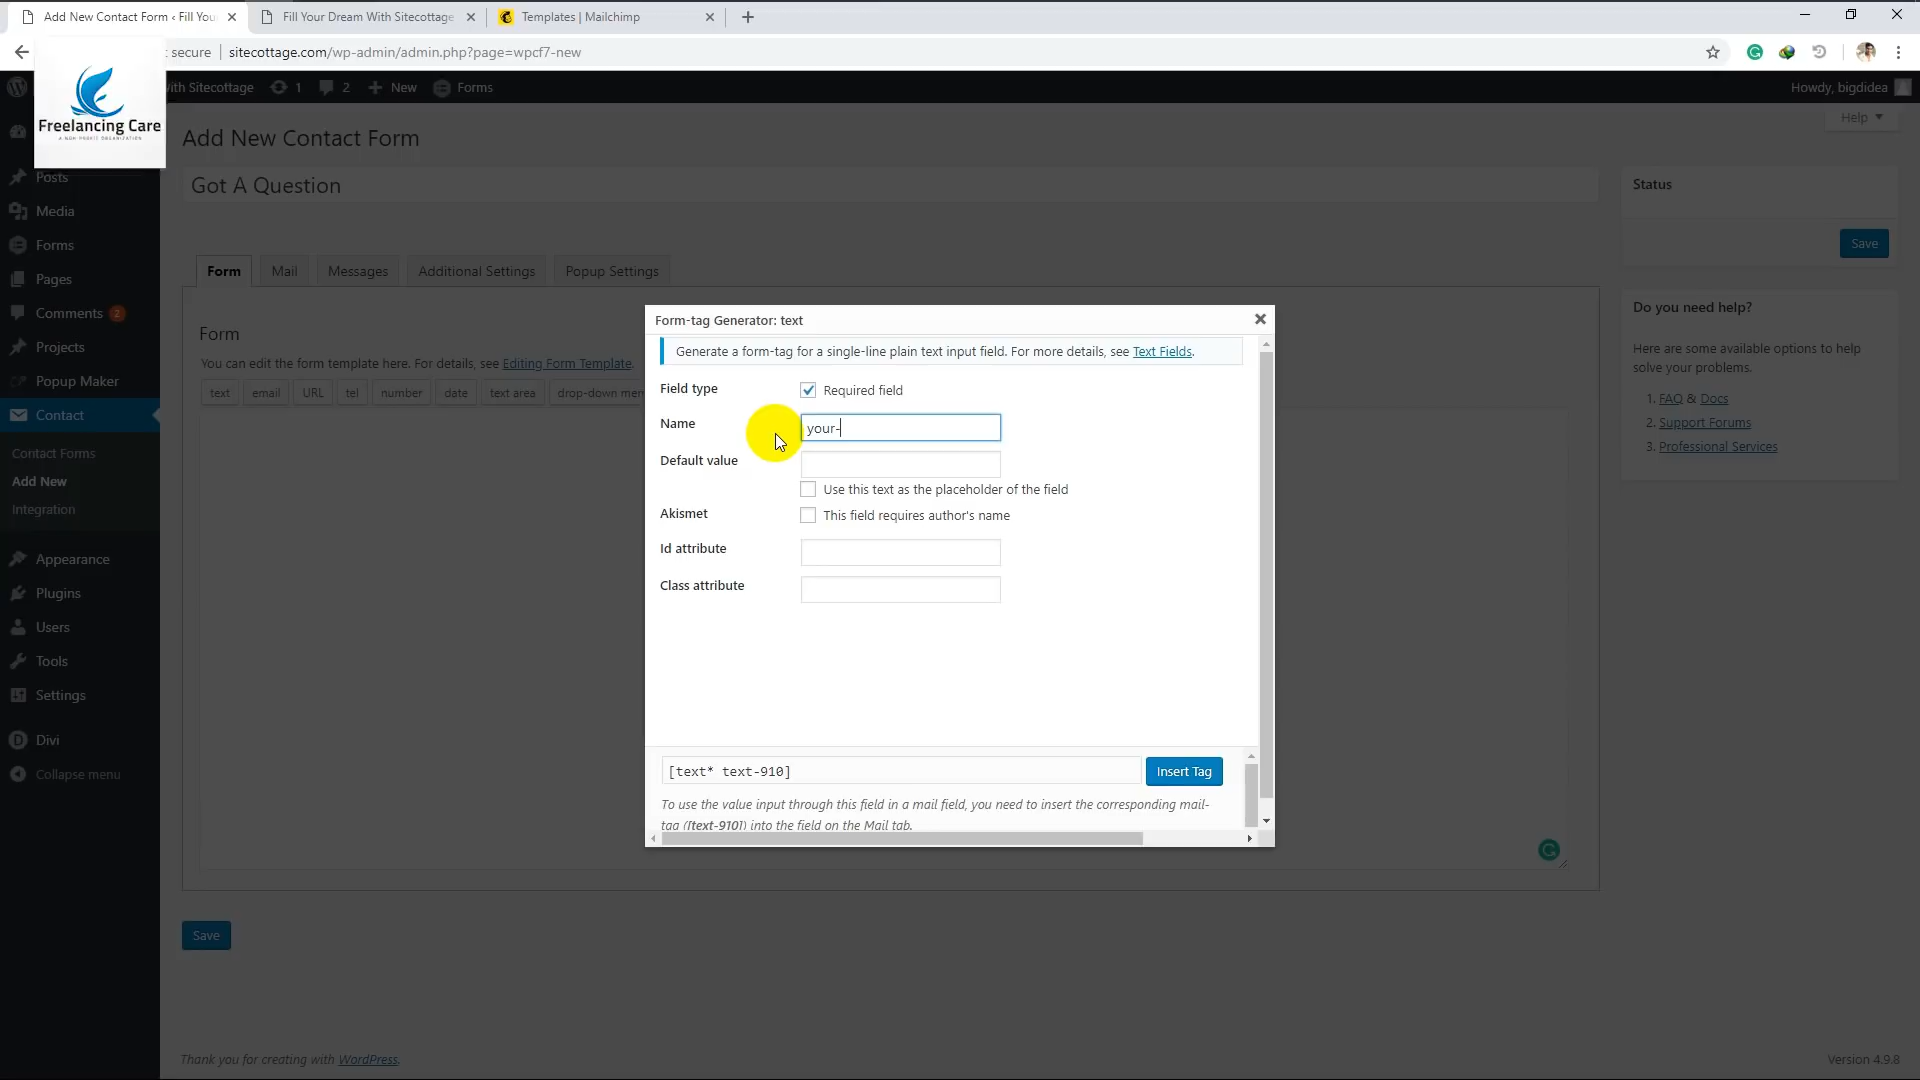 Add New Contact Form ‹ Fill You
Fill Your Dream With Sitecottage
Templates | Mailchimp
secure
sitecottage.com/wp-admin/admin.php?page=wpcf7-new
Freelancing Care
A NON PROFIT ORGANIZATION
With Sitecottage
1
2
New
Forms
Howdy, bigdidea
Help
Posts
Media
Forms
Pages
Comments 2
Projects
Popup Maker
Contact
Contact Forms
Add New
Integration
Appearance
Plugins
Users
Tools
Settings
Divi
Collapse menu
Add New Contact Form
Got A Question
Form
Mail
Messages
Additional Settings
Popup Settings
Form
You can edit the form template here. For details, see Editing Form Template.
text
email
URL
tel
number
date
text area
drop-down men
Form-tag Generator: text
Generate a form-tag for a single-line plain text input field. For more details, see Text Fields.
Field type
Required field
Name
your-
Default value
Use this text as the placeholder of the field
Akismet
This field requires author's name
Id attribute
Class attribute
[text* text-910]
Insert Tag
To use the value input through this field in a mail field, you need to insert the corresponding mail-
tag ([text-910]) into the field on the Mail tab.
Status
Save
Do you need help?
Here are some available options to help
solve your problems.
1. FAQ & Docs
2. Support Forums
3. Professional Services
Save
Thank you for creating with WordPress.
Version 4.9.8